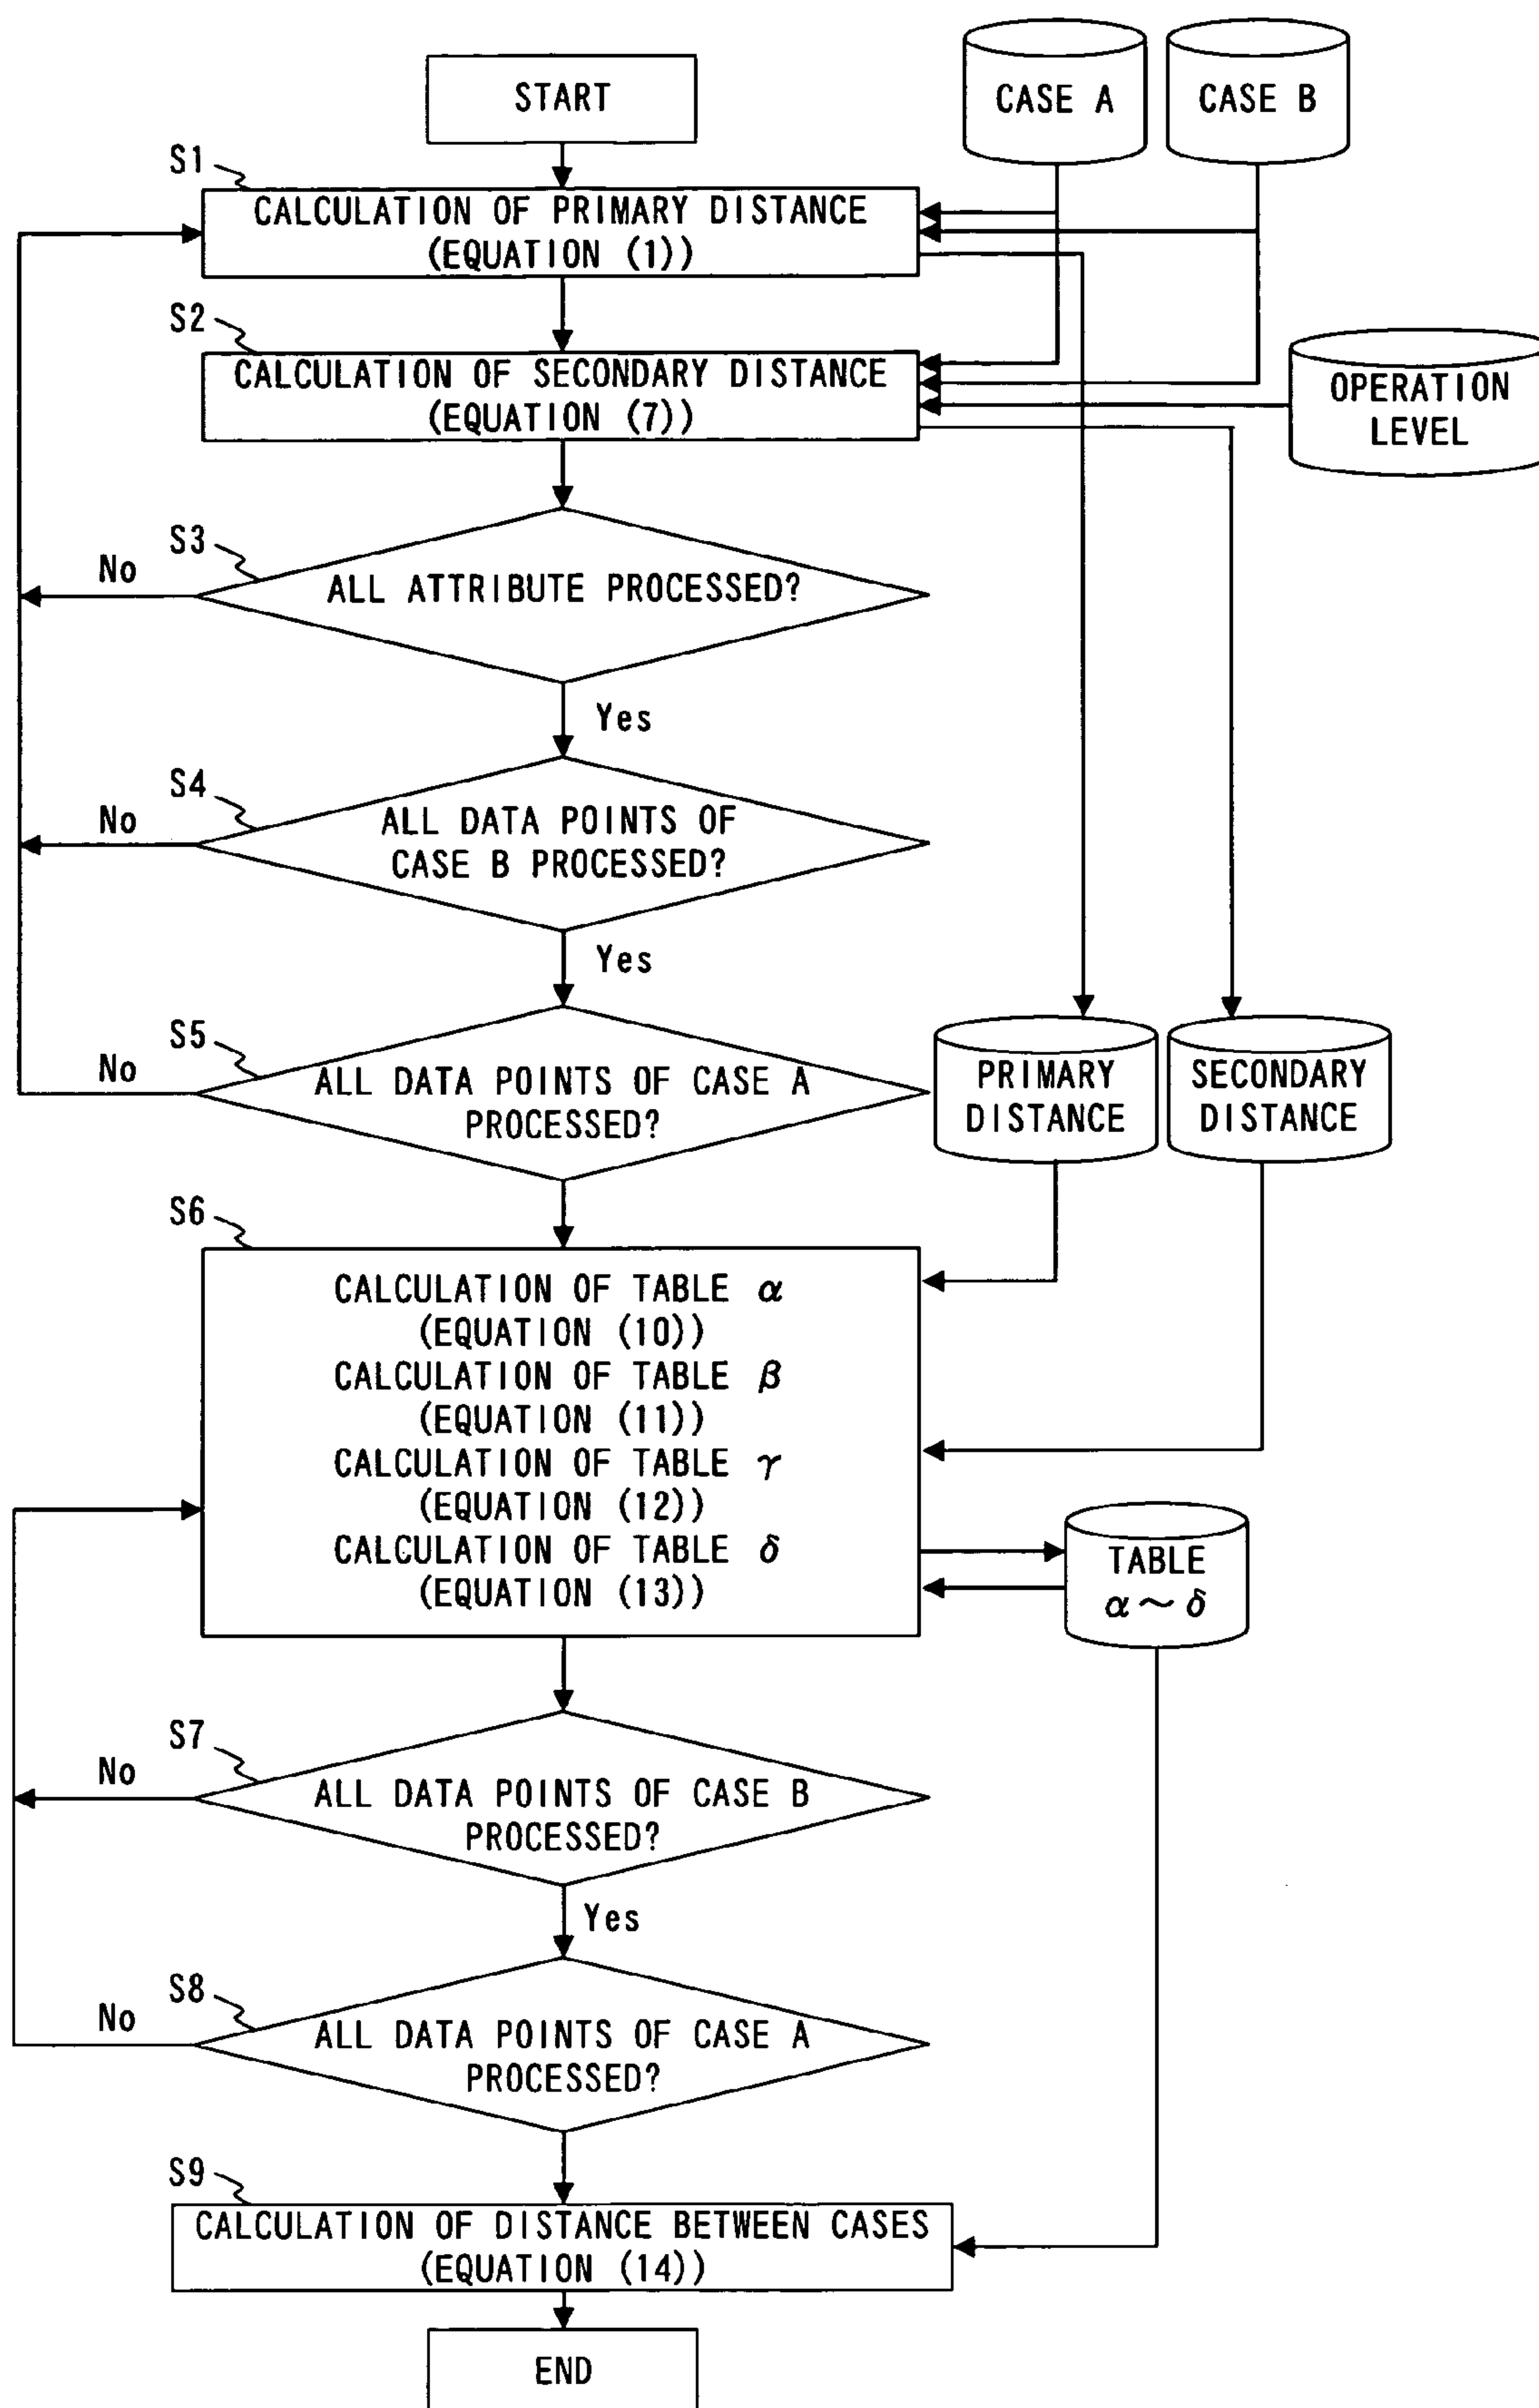 START
CASE A
CASE B
S1
CALCULATION OF PRIMARY DISTANCE
(EQUATION (1))
S2
CALCULATION OF SECONDARY DISTANCE
(EQUATION (7))
OPERATION
LEVEL
S3
No
ALL ATTRIBUTE PROCESSED?
Yes
S4
No
ALL DATA POINTS OF
CASE B PROCESSED?
Yes
S5
No
ALL DATA POINTS OF CASE A
PROCESSED?
PRIMARY
DISTANCE
SECONDARY
DISTANCE
S6
CALCULATION OF TABLE α
(EQUATION (10))
CALCULATION OF TABLE β
(EQUATION (11))
CALCULATION OF TABLE γ
(EQUATION (12))
CALCULATION OF TABLE δ
(EQUATION (13))
TABLE
α～δ
S7
No
ALL DATA POINTS OF CASE B
PROCESSED?
Yes
S8
No
ALL DATA POINTS OF CASE A
PROCESSED?
S9
CALCULATION OF DISTANCE BETWEEN CASES
(EQUATION (14))
END